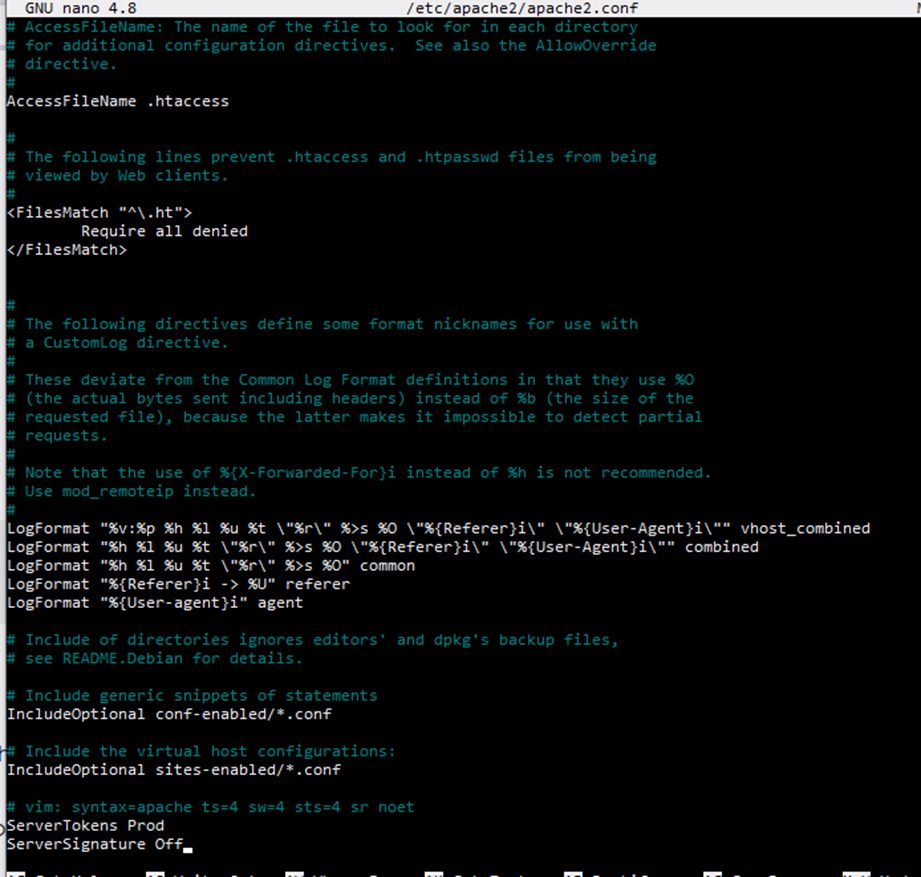 GNU nano 4.8 /etc/apache2/apache2.conf
# AccessFileName: The name of the file to look for in each directory
# for additional configuration directives.  See also the AllowOverride
# directive.
#
AccessFileName .htaccess
#
# The following lines prevent .htaccess and .htpasswd files from being
# viewed by Web clients.
#
<FilesMatch "^\.ht">
        Require all denied
</FilesMatch>
#
# The following directives define some format nicknames for use with
# a CustomLog directive.
#
# These deviate from the Common Log Format definitions in that they use %O
# (the actual bytes sent including headers) instead of %b (the size of the
# requested file), because the latter makes it impossible to detect partial
# requests.
#
# Note that the use of %{X-Forwarded-For}i instead of %h is not recommended.
# Use mod_remoteip instead.
#
LogFormat "%v:%p %h %l %u %t \"%r\" %>s %O \"%{Referer}i\" \"%{User-Agent}i\"" vhost_combined
LogFormat "%h %l %u %t \"%r\" %>s %O \"%{Referer}i\" \"%{User-Agent}i\"" combined
LogFormat "%h %l %u %t \"%r\" %>s %O" common
LogFormat "%{Referer}i -> %U" referer
LogFormat "%{User-agent}i" agent
# Include of directories ignores editors' and dpkg's backup files,
# see README.Debian for details.
# Include generic snippets of statements
IncludeOptional conf-enabled/*.conf
# Include the virtual host configurations:
IncludeOptional sites-enabled/*.conf
# vim: syntax=apache ts=4 sw=4 sts=4 sr noet
ServerTokens Prod
ServerSignature Off